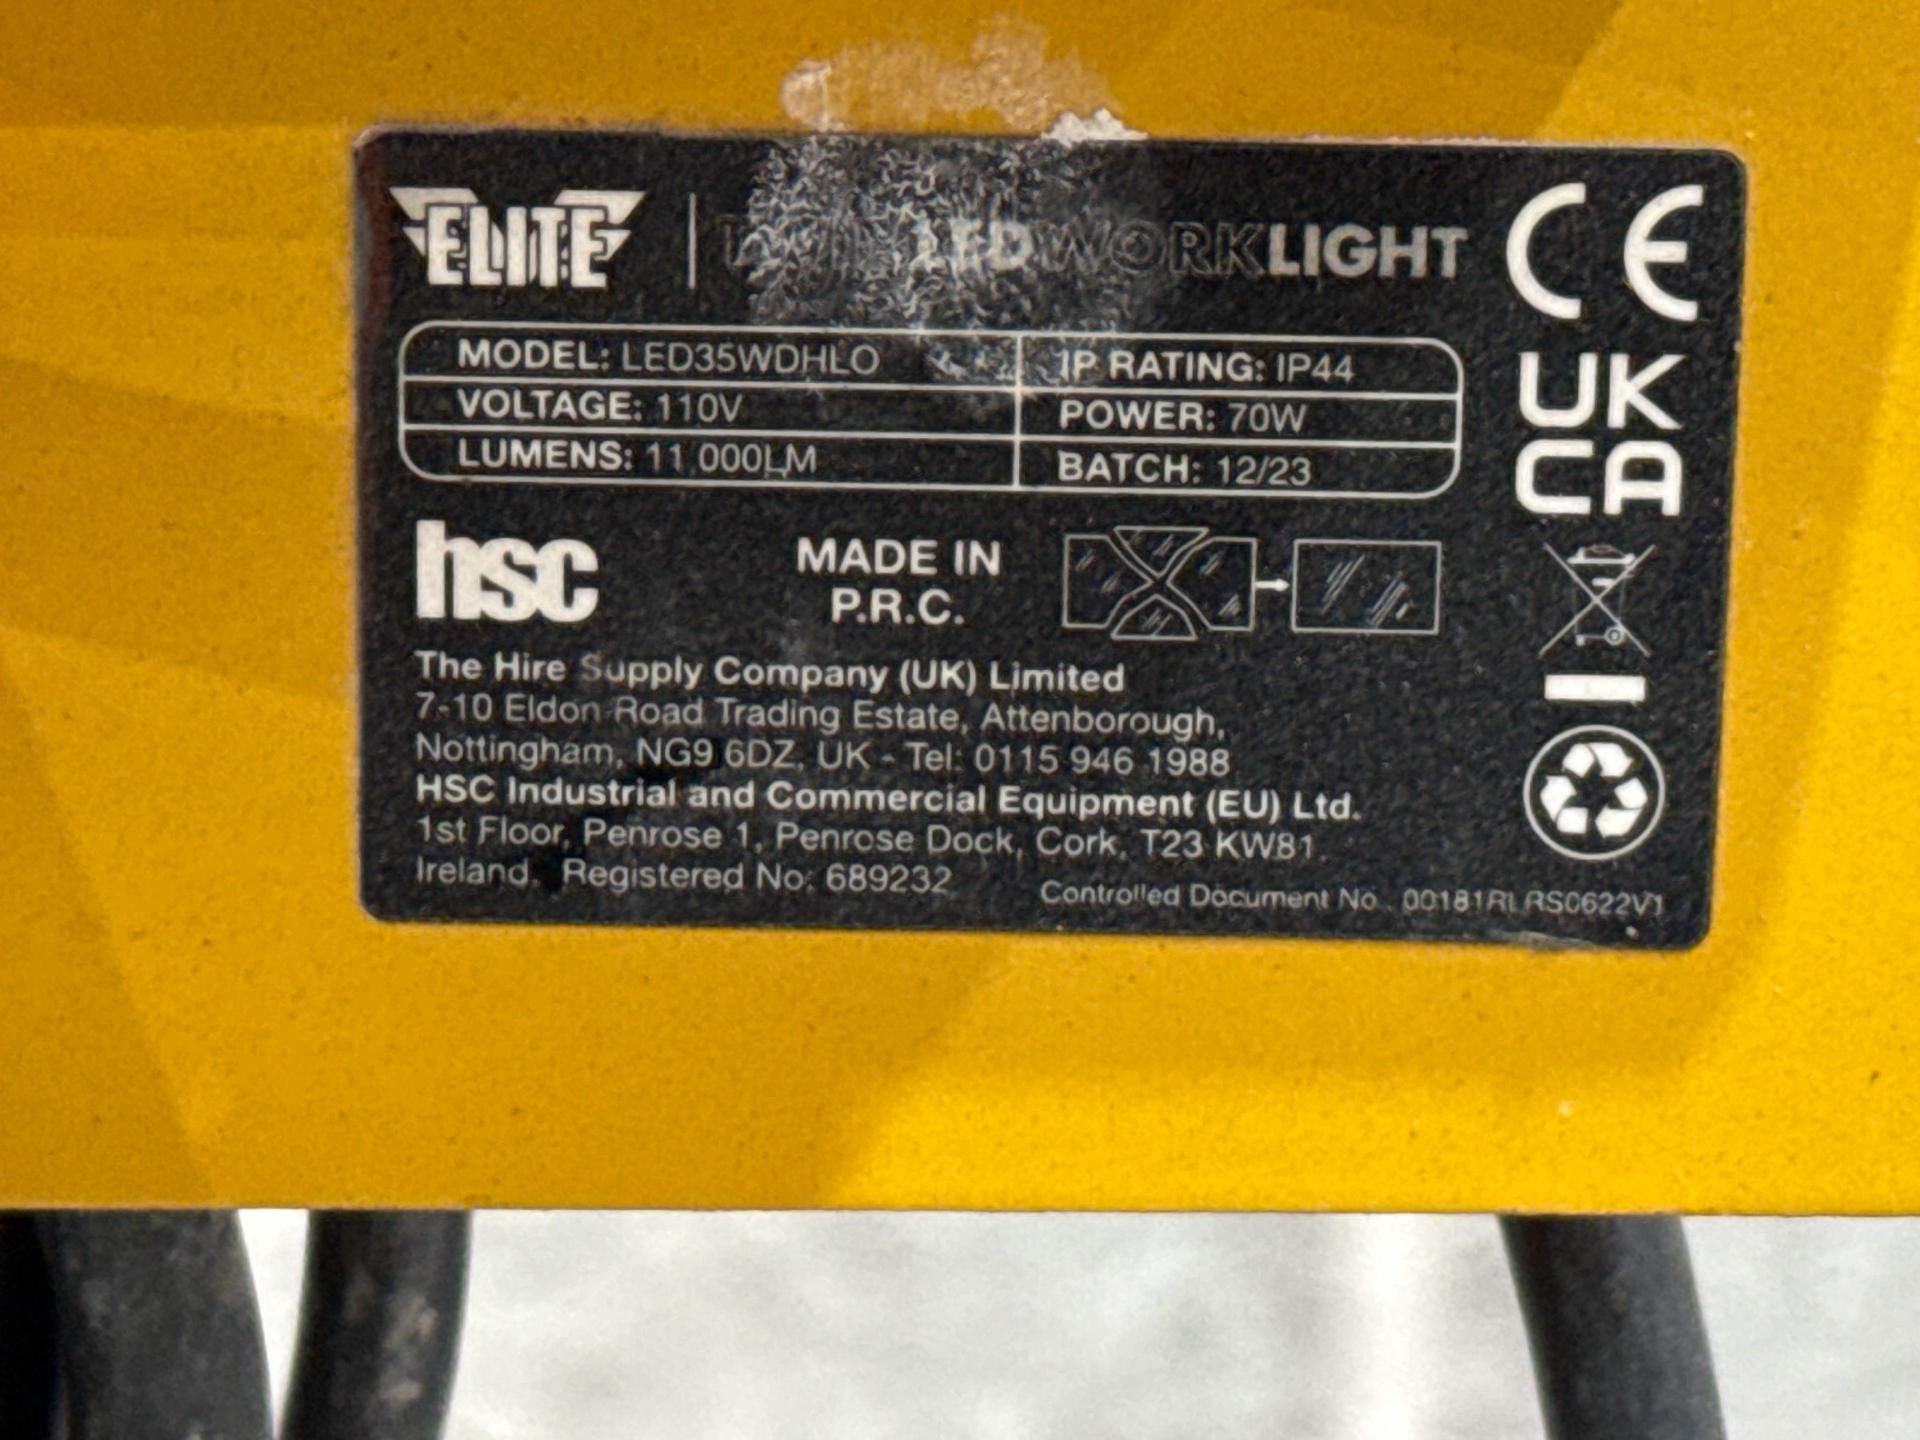 ELITE | TWIN LEDWORKLIGHT CE
MODEL: LED35WDHLO IP RATING: IP44
VOLTAGE: 110V POWER: 70W
LUMENS: 11,000LM BATCH: 12/23
UK
CA
hsc MADE IN
P.R.C.
The Hire Supply Company (UK) Limited
7-10 Eldon Road Trading Estate, Attenborough,
Nottingham, NG9 6DZ, UK - Tel: 0115 946 1988
HSC Industrial and Commercial Equipment (EU) Ltd.
1st Floor, Penrose 1, Penrose Dock, Cork, T23 KW81,
Ireland. Registered No: 689232
Controlled Document No. 00181RLRS0622V1